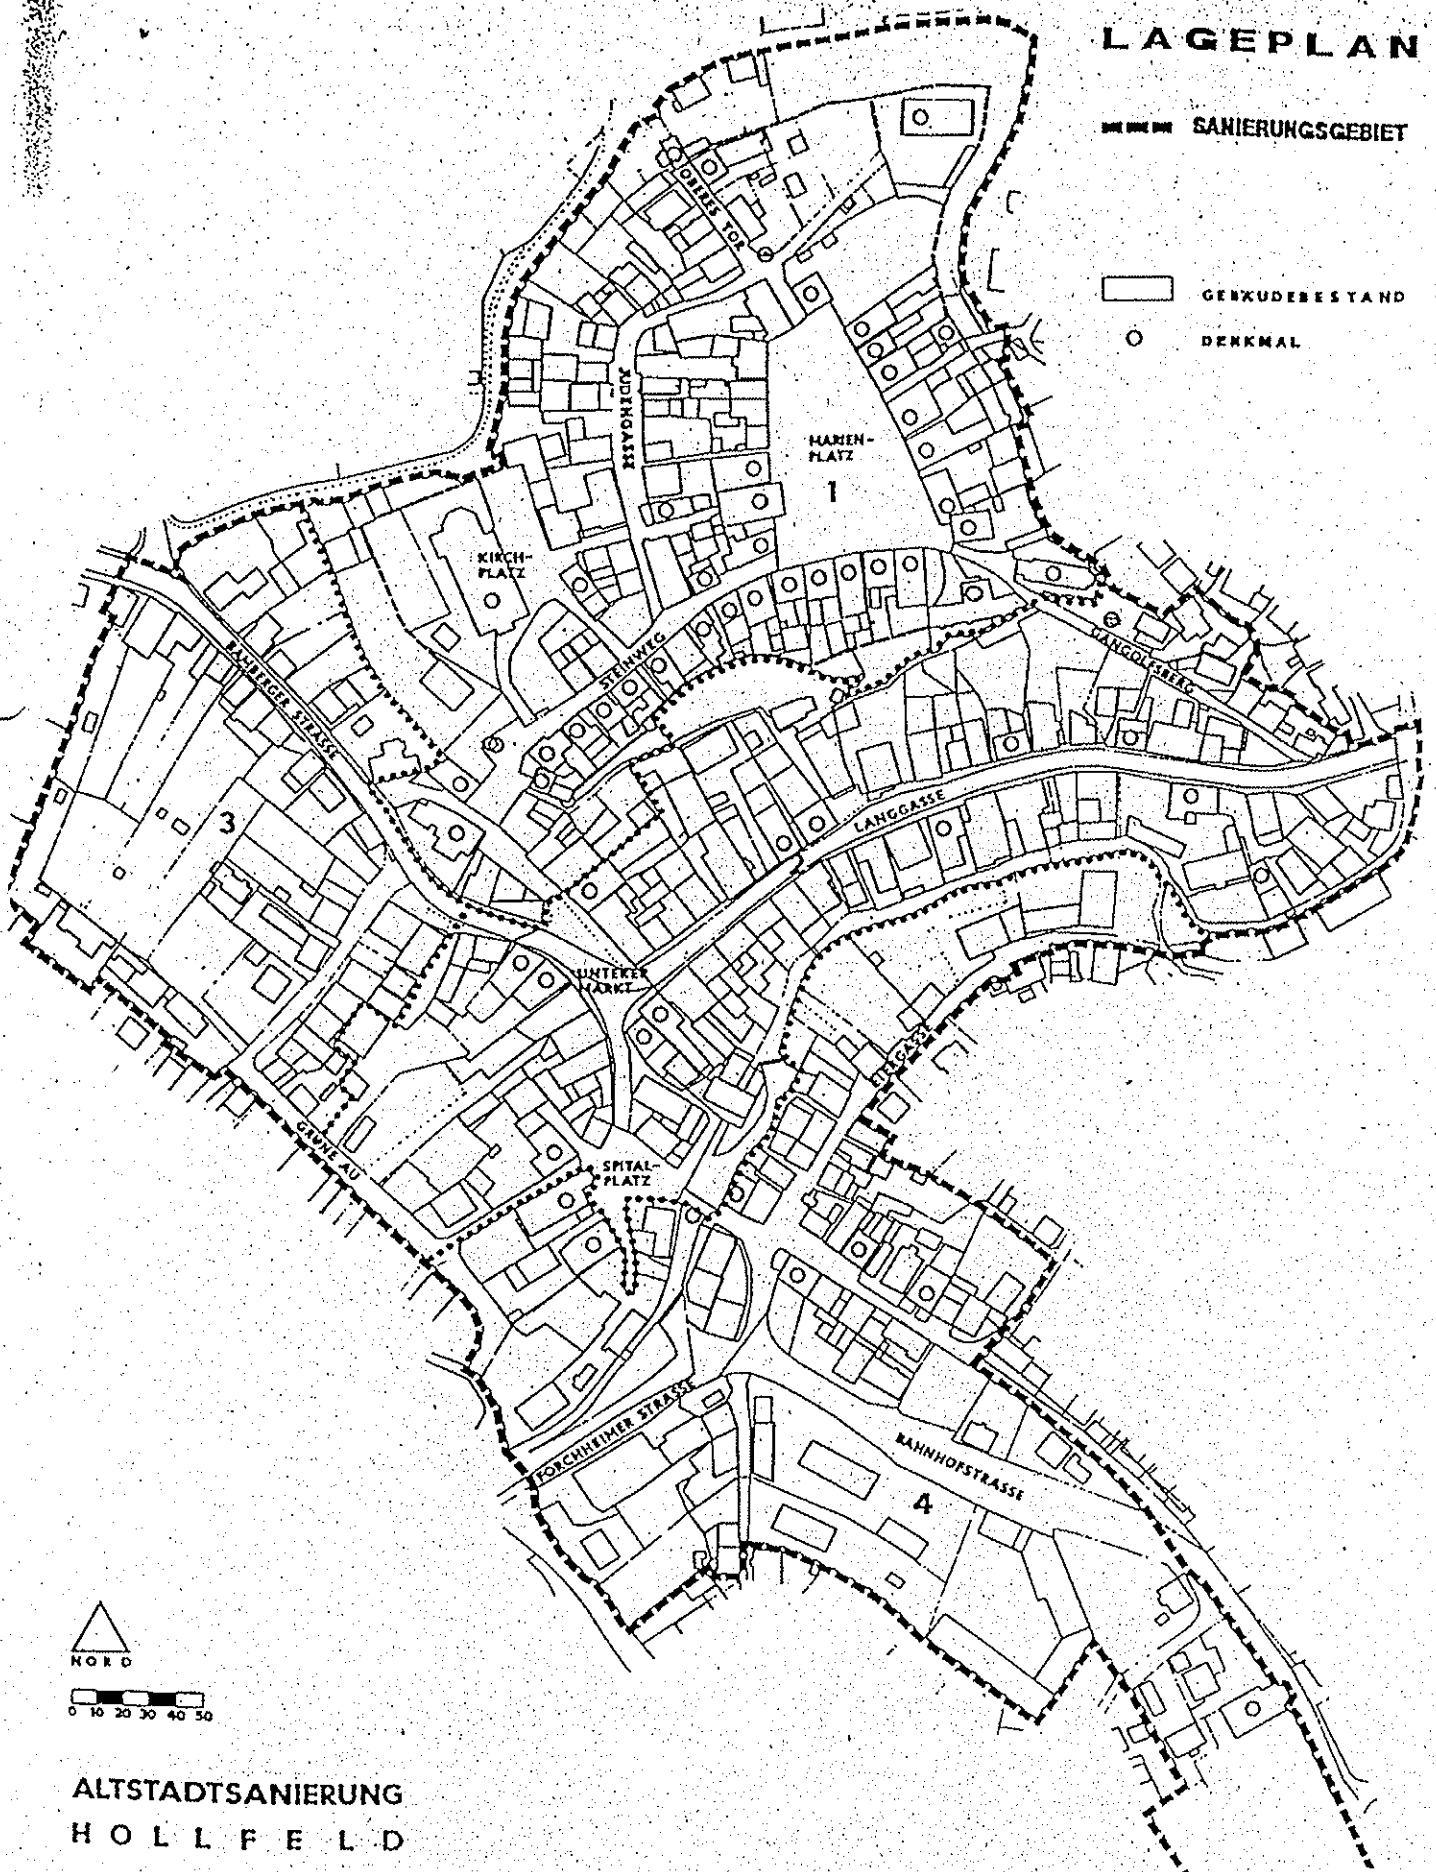 LAGEPLAN
SANIERUNGSGEBIET
GEBÄUDEBESTAND
DENKMAL
OBERES TOR
JUDENGASSE
MARIEN-
PLATZ
1
KIRCH-
PLATZ
STEINWEG
GANGOLFSBERG
BAMBERGER STRASSE
3
LANGGASSE
UNTERER
MARKT
GRÜNE AU
SPITAL-
PLATZ
FORCHHEIMER STRASSE
BAHNHOFSTRASSE
4
NORD
0 10 20 30 40 50
ALTSTADTSANIERUNG
HOLLFELD